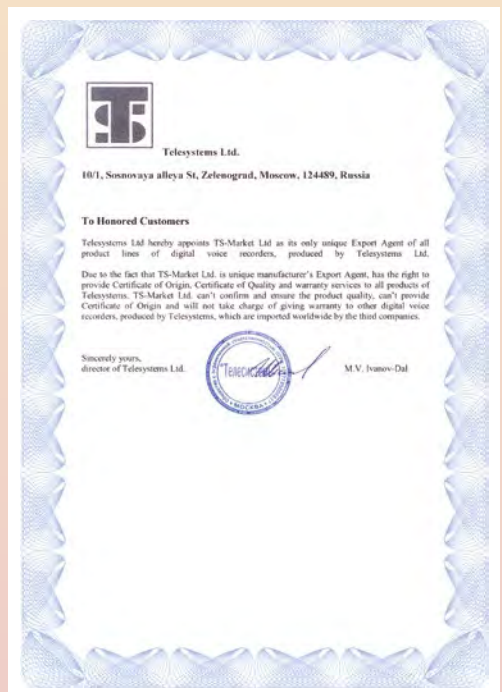 TS
Telesystems Ltd.
10/1, Sosnovaya alleya St, Zelenograd, Moscow, 124489, Russia
To Honored Customers
Telesystems Ltd hereby appoints TS-Market Ltd as its only unique Export Agent of all
product lines of digital voice recorders, produced by Telesystems Ltd.
Due to the fact that TS-Market Ltd. is unique manufacturer's Export Agent, has the right to
provide Certificate of Origin, Certificate of Quality and warranty services to all products of
Telesystems. TS-Market Ltd. can't confirm and ensure the product quality, can't provide
Certificate of Origin and will not take charge of giving warranty to other digital voice
recorders, produced by Telesystems, which are imported worldwide by the third companies.
Sincerely yours,
director of Telesystems Ltd.
M.V. Ivanov-Dal
"Телесистемы"
МОСКВА